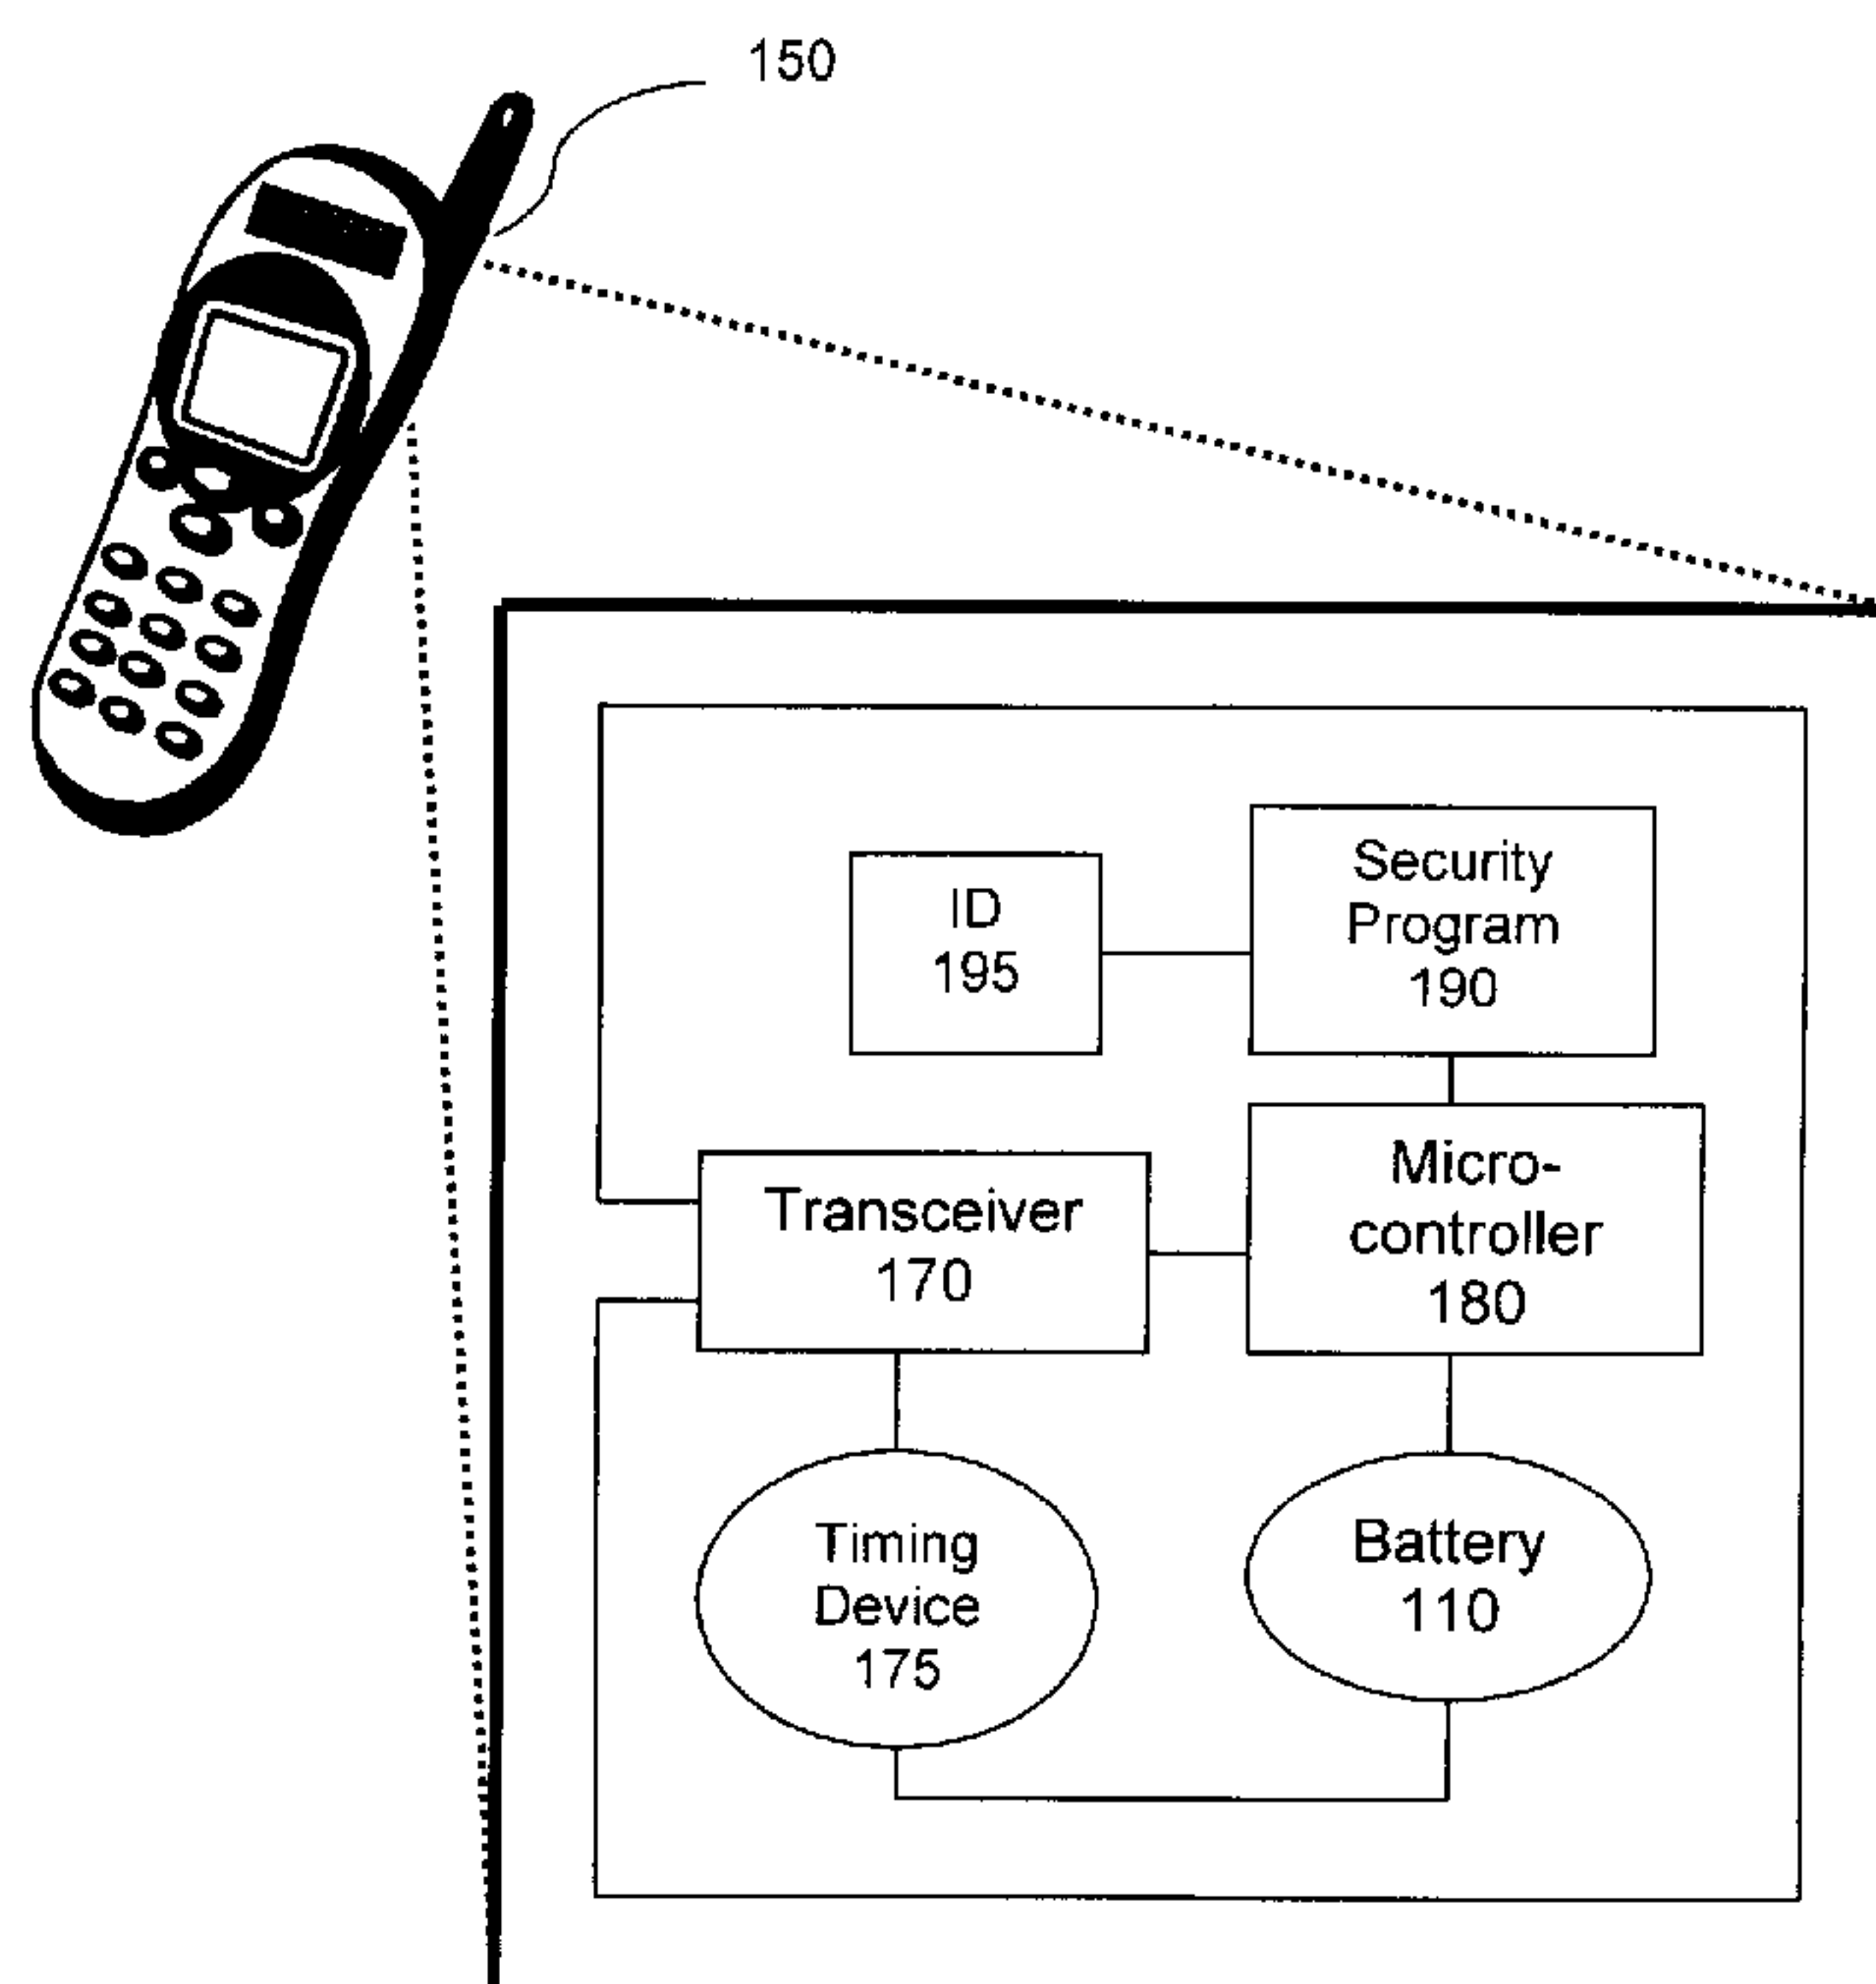 150
ID
195
Security
Program
190
Transceiver
170
Micro-
controller
180
Timing
Device
175
Battery
110